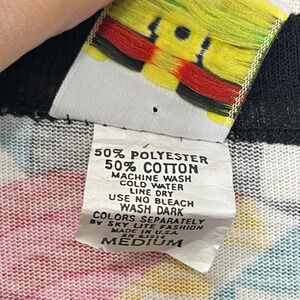 50% POLYESTER
50% COTTON
MACHINE WASH
COLD WATER
LINE DRY
USE NO BLEACH
WASH DARK
COLORS SEPARATELY
BY SKY LITE FASHION
MADE IN U.S.A
MEDIUM